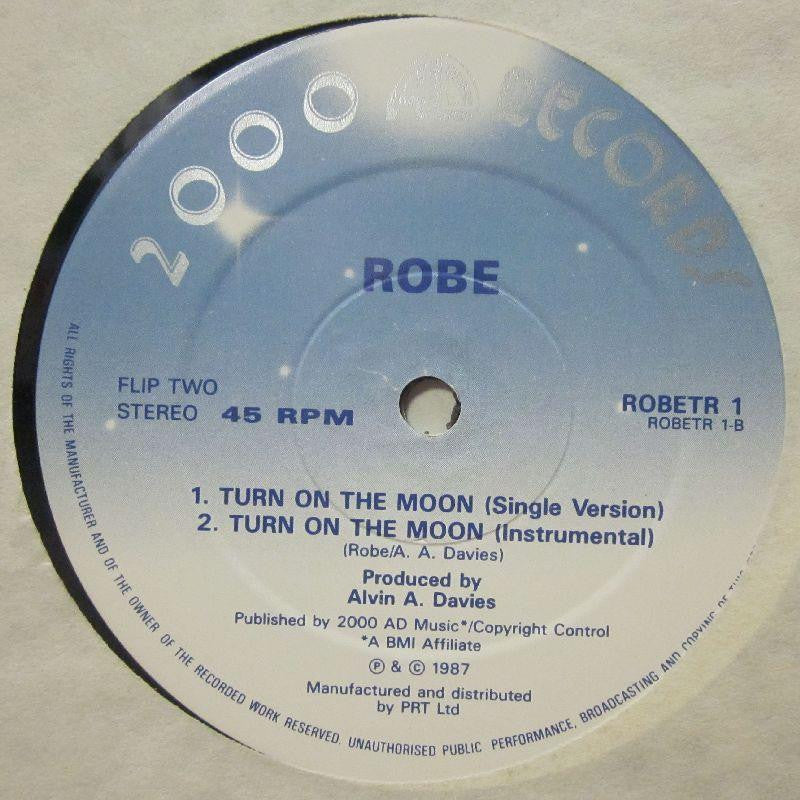 2000 RECORDS
ROBE
FLIP TWO
STEREO 45 RPM
ROBETR 1
ROBETR 1-B
1. TURN ON THE MOON (Single Version)
2. TURN ON THE MOON (Instrumental)
(Robe/A. A. Davies)
Produced by
Alvin A. Davies
Published by 2000 AD Music*/Copyright Control
*A BMI Affiliate
℗ & © 1987
Manufactured and distributed
by PRT Ltd
ALL RIGHTS OF THE MANUFACTURER AND OF THE OWNER OF THE RECORDED WORK RESERVED. UNAUTHORISED PUBLIC PERFORMANCE, BROADCASTING AND COPYING OF